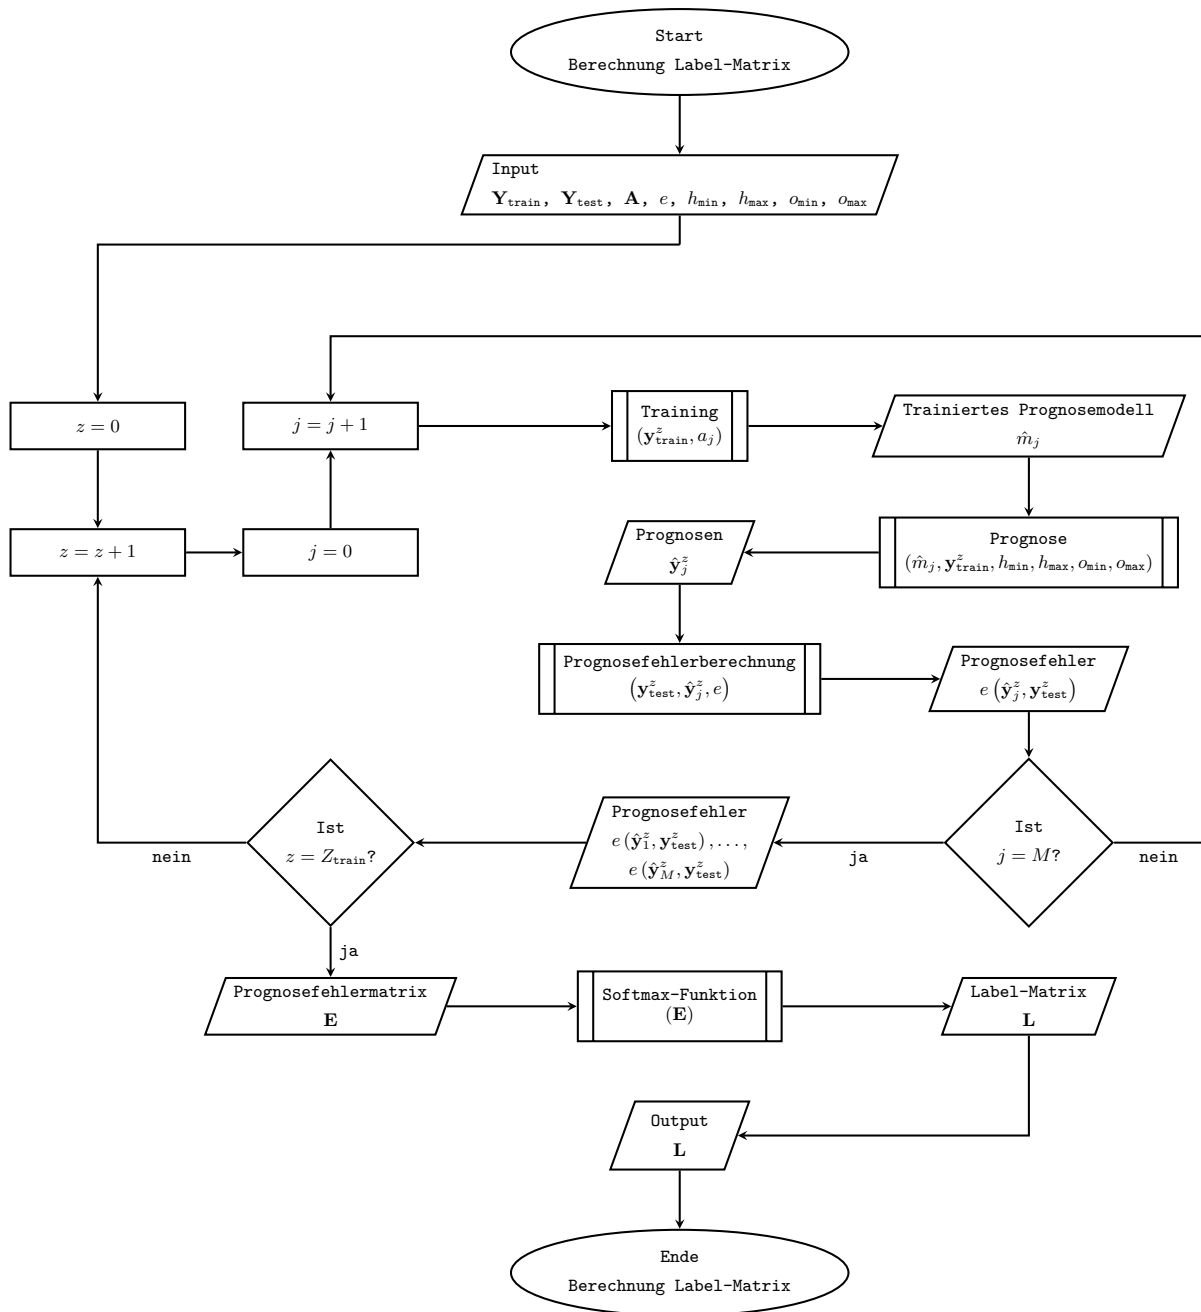 Start
Berechnung Label-Matrix
Input
Y_train, Y_test, A, e, h_min, h_max, o_min, o_max
z = 0
j = j + 1
Training
(y^z_train, a_j)
Trainiertes Prognosemodell
m̂_j
z = z + 1
j = 0
Prognosen
ŷ^z_j
Prognose
(m̂_j, y^z_train, h_min, h_max, o_min, o_max)
Prognosefehlerberechnung
(y^z_test, ŷ^z_j, e)
Prognosefehler
e (ŷ^z_j, y^z_test)
Ist
z = Z_train?
nein
ja
Prognosefehler
e (ŷ^z_1, y^z_test) , ...,
e (ŷ^z_M, y^z_test)
ja
Ist
j = M?
nein
Prognosefehlermatrix
E
Softmax-Funktion
(E)
Label-Matrix
L
Output
L
Ende
Berechnung Label-Matrix